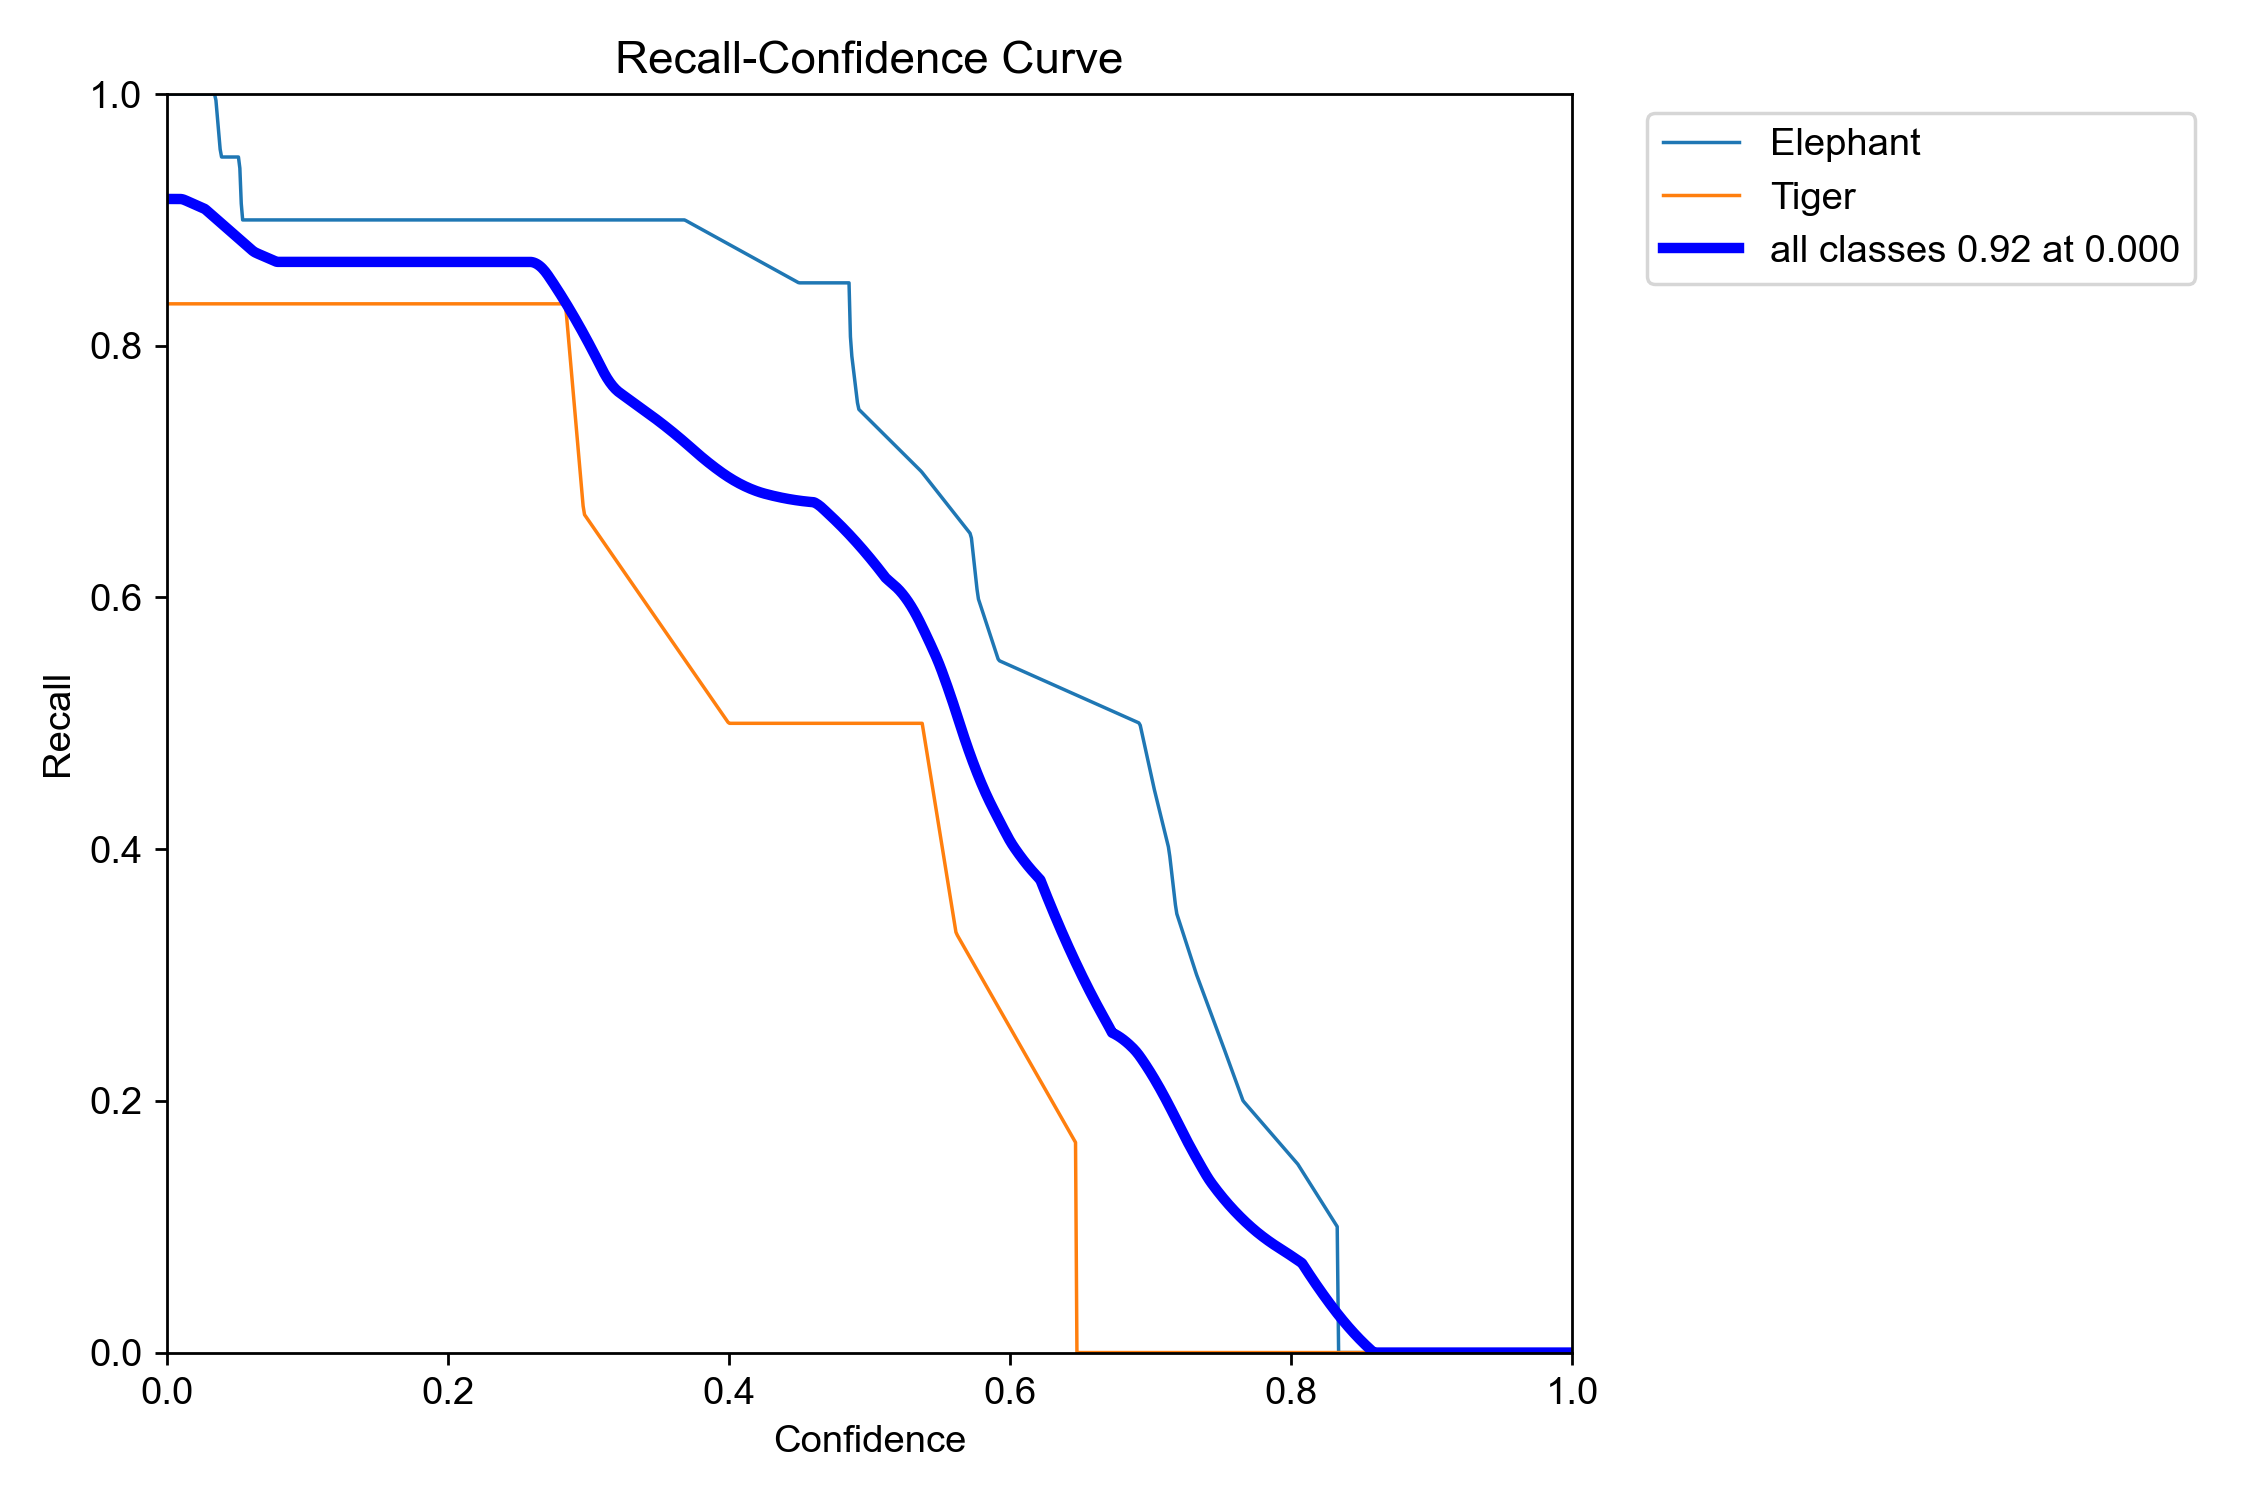 Recall-Confidence Curve
1.0
0.8
0.6
0.4
0.2
0.0
Recall
0.0 0.2 0.4 0.6 0.8 1.0
Confidence
Elephant
Tiger
all classes 0.92 at 0.000